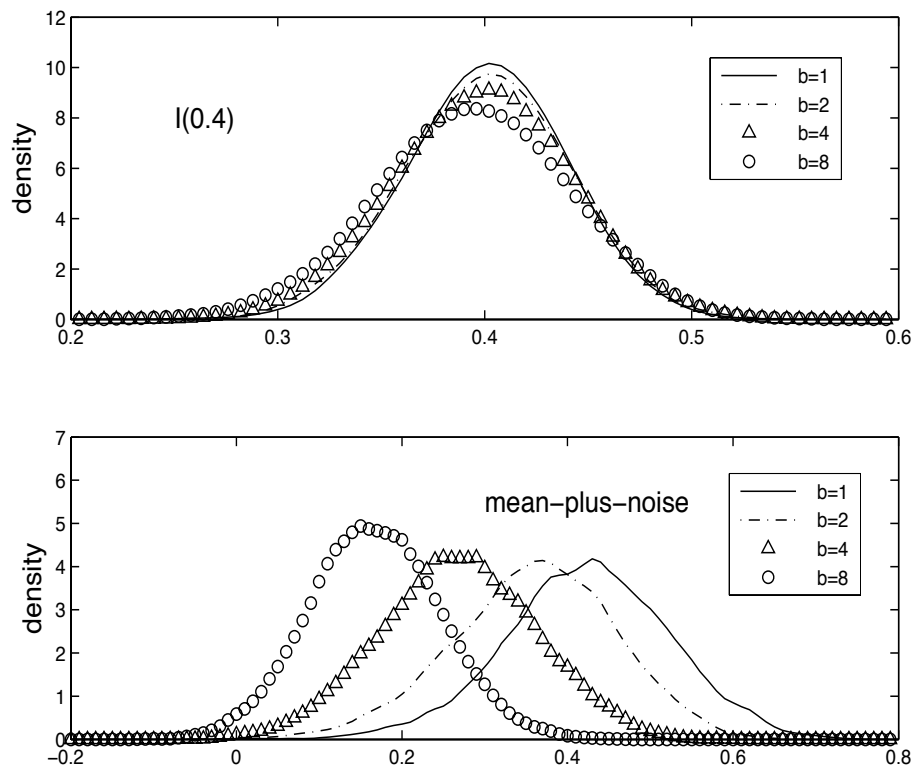 12
10
8
6
4
2
0
density
I(0.4)
b=1
b=2
b=4
b=8
0.2 0.3 0.4 0.5 0.6
7
6
5
4
3
2
1
0
density
mean-plus-noise
b=1
b=2
b=4
b=8
-0.2 0 0.2 0.4 0.6 0.8